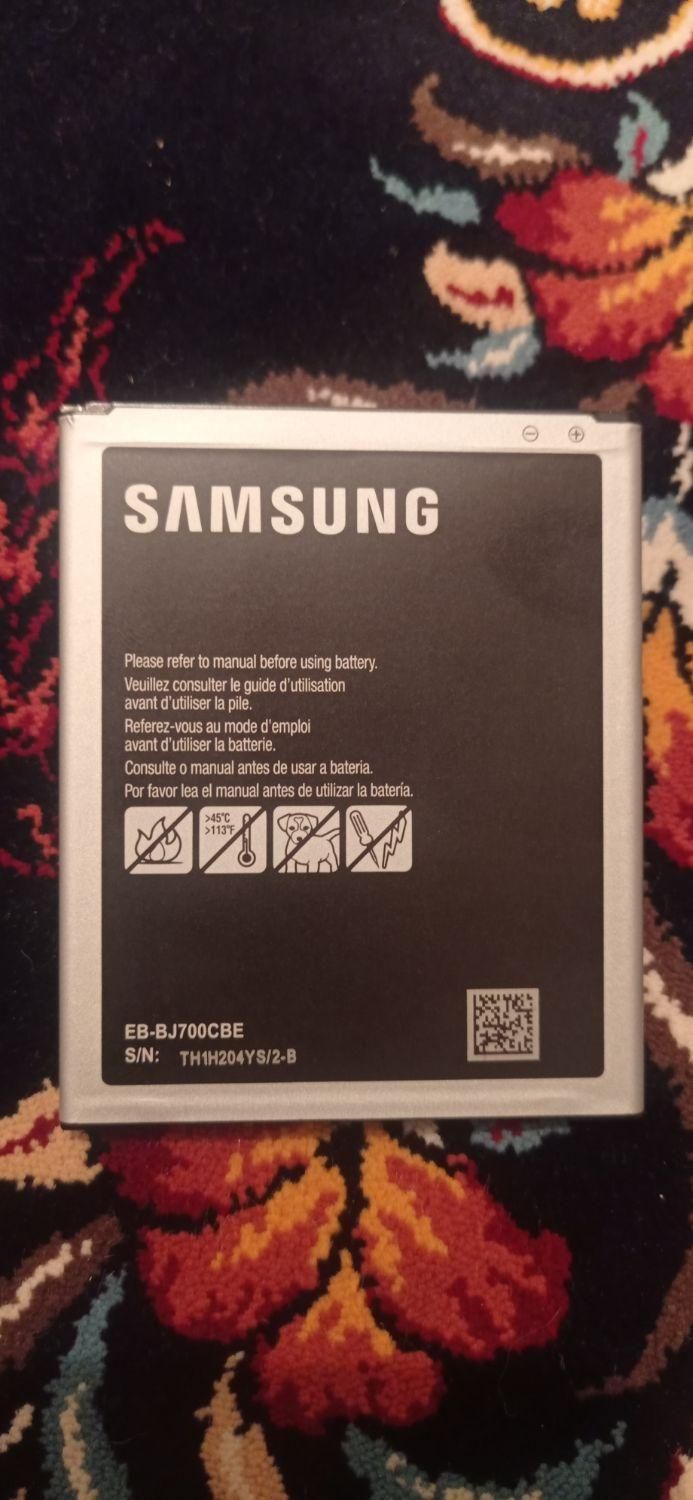 SAMSUNG
Please refer to manual before using battery.
Veuillez consulter le guide d'utilisation
avant d'utiliser la pile.
Referez-vous au mode d'emploi
avant d'utiliser la batterie.
Consulte o manual antes de usar a bateria.
Por favor lea el manual antes de utilizar la batería.
>45°C
>113°F
EB-BJ700CBE
S/N: TH1H204YS/2-B